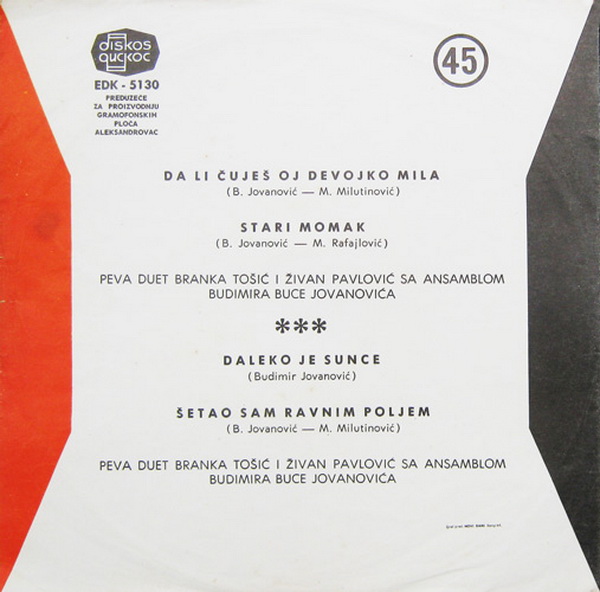 diskos
дискос
EDK - 5130
PREDUZEĆE
ZA PROIZVODNJU
GRAMOFONSKIH
PLOČA
ALEKSANDROVAC
45
DA LI ČUJEŠ OJ DEVOJKO MILA
(B. Jovanović — M. Milutinović)
STARI MOMAK
(B. Jovanović — M. Rafajlović)
PEVA DUET BRANKA TOŠIĆ I ŽIVAN PAVLOVIĆ SA ANSAMBLOM
BUDIMIRA BUCE JOVANOVIĆA
***
DALEKO JE SUNCE
(Budimir Jovanović)
ŠETAO SAM RAVNIM POLJEM
(B. Jovanović — M. Milutinović)
PEVA DUET BRANKA TOŠIĆ I ŽIVAN PAVLOVIĆ SA ANSAMBLOM
BUDIMIRA BUCE JOVANOVIĆA